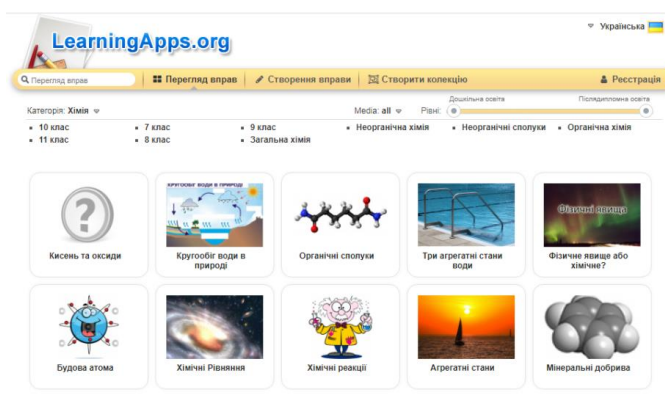 Українська
LearningApps.org
Перегляд вправ
Перегляд вправ
Створення вправи
Створити колекцію
Реєстрація
Дошкільна освіта
Післядипломна освіта
Категорія: Хімія
Media: all
Рівні:
10 клас
7 клас
9 клас
Неорганічна хімія
Неорганічні сполуки
Органічна хімія
11 клас
8 клас
Загальна хімія
КРУГООБІГ ВОДИ В ПРИРОДІ
Фізичні явища
Кисень та оксиди
Кругообіг води в
природі
Органічні сполуки
Три агрегатні стани
води
Фізичне явище або
хімічне?
Будова атома
Хімічні Рівняння
Хімічні реакції
Агрегатні стани
Мінеральні добрива